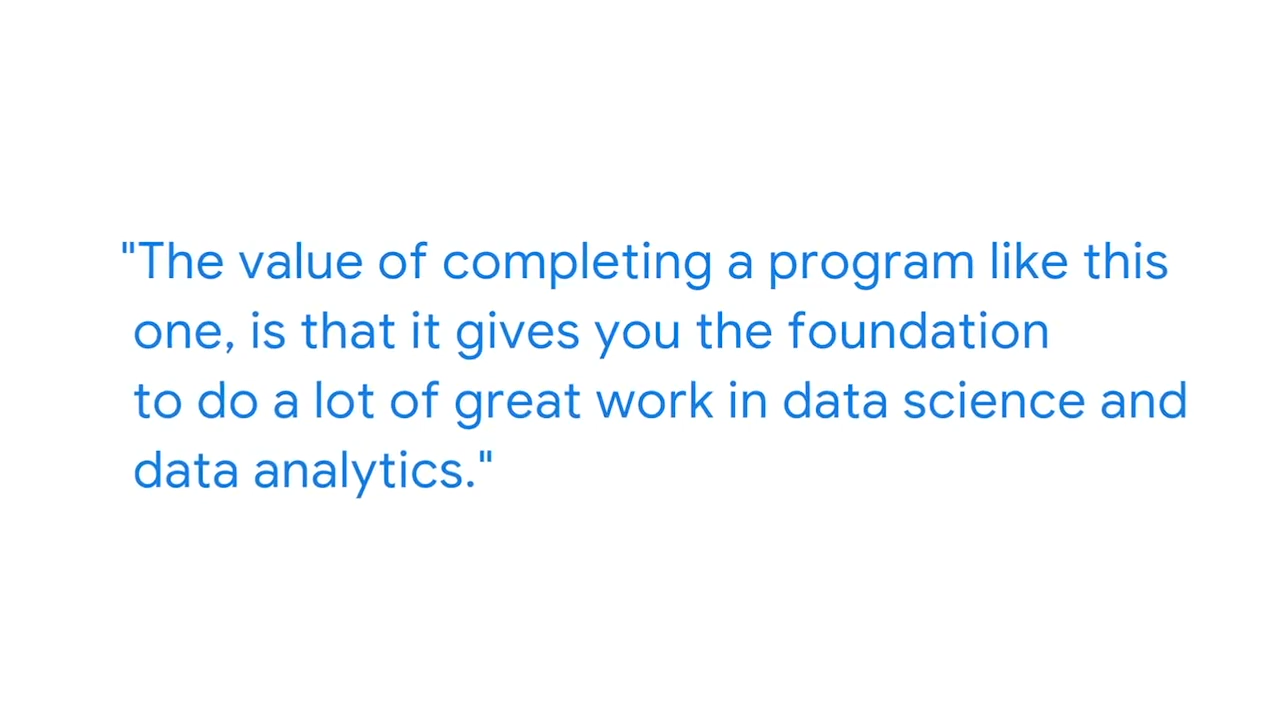 "The value of completing a program like this
one, is that it gives you the foundation
to do a lot of great work in data science and
data analytics."